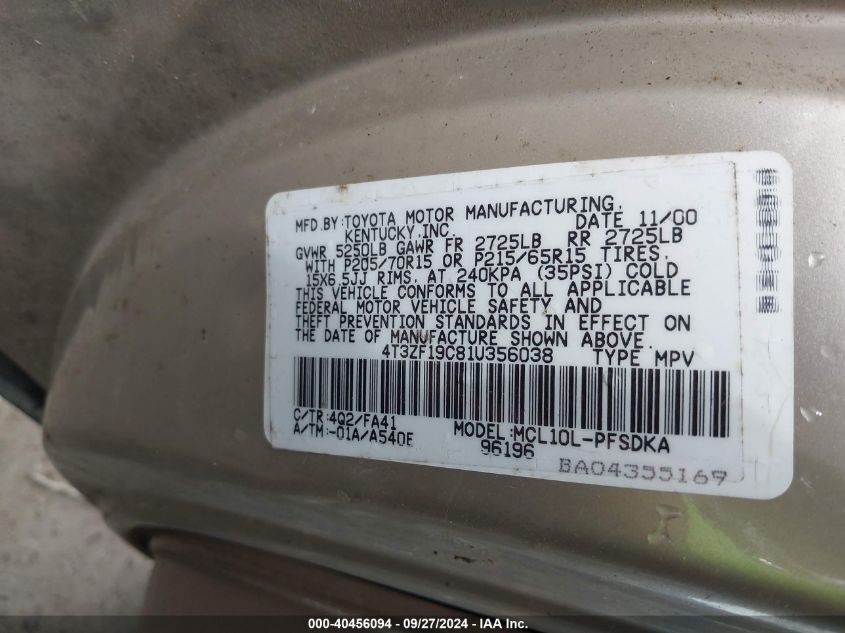 MFD.BY:TOYOTA MOTOR MANUFACTURING,
KENTUCKY,INC. DATE 11/00
GVWR 5250LB GAWR FR 2725LB RR 2725LB
WITH P205/70R15 OR P215/65R15 TIRES,
15X6.5JJ RIMS, AT 240KPA (35PSI) COLD
THIS VEHICLE CONFORMS TO ALL APPLICABLE
FEDERAL MOTOR VEHICLE SAFETY AND
THEFT PREVENTION STANDARDS IN EFFECT ON
THE DATE OF MANUFACTURE SHOWN ABOVE.
4T3ZF19C81U356038 TYPE MPV
C/TR:4Q2/FA41 MODEL:MCL10L-PFSDKA
A/TM:-01A/A540E 96196
BA04355169
000-40456094 - 09/27/2024 - IAA Inc.